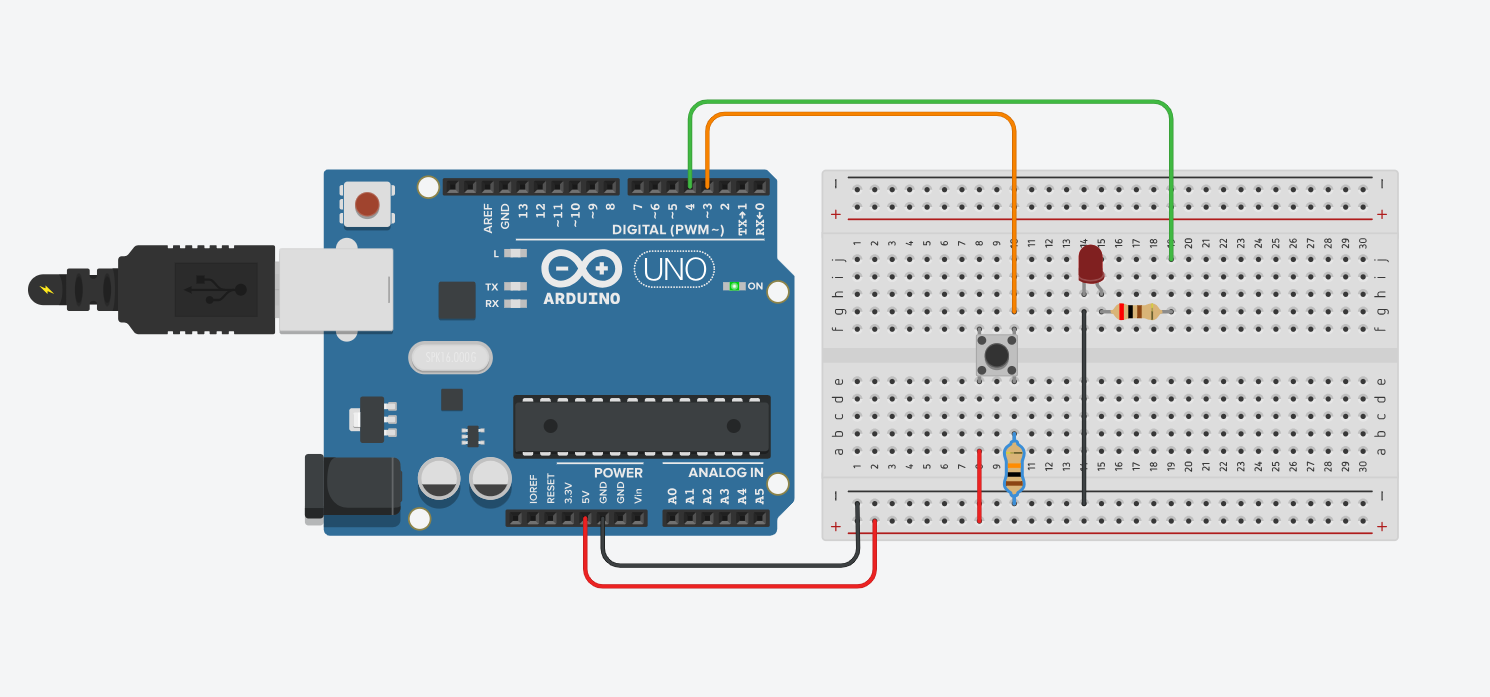 AREF
GND
13
12
~11
~10
~9
8
7
~6
~5
4
~3
2
TX→1
RX←0
DIGITAL (PWM~)
L
TX
RX
ARDUINO
UNO
ON
SPK16.000G
IOREF
RESET
3.3V
5V
GND
GND
Vin
POWER
ANALOG IN
A0
A1
A2
A3
A4
A5
− −
+ +
1 2 3 4 5 6 7 8 9 10 11 12 13 14 15 16 17 18 19 20 21 22 23 24 25 26 27 28 29 30
j j
i i
h h
g g
f f
e e
d d
c c
b b
a a
1 2 3 4 5 6 7 8 9 10 11 12 13 14 15 16 17 18 19 20 21 22 23 24 25 26 27 28 29 30
− −
+ +